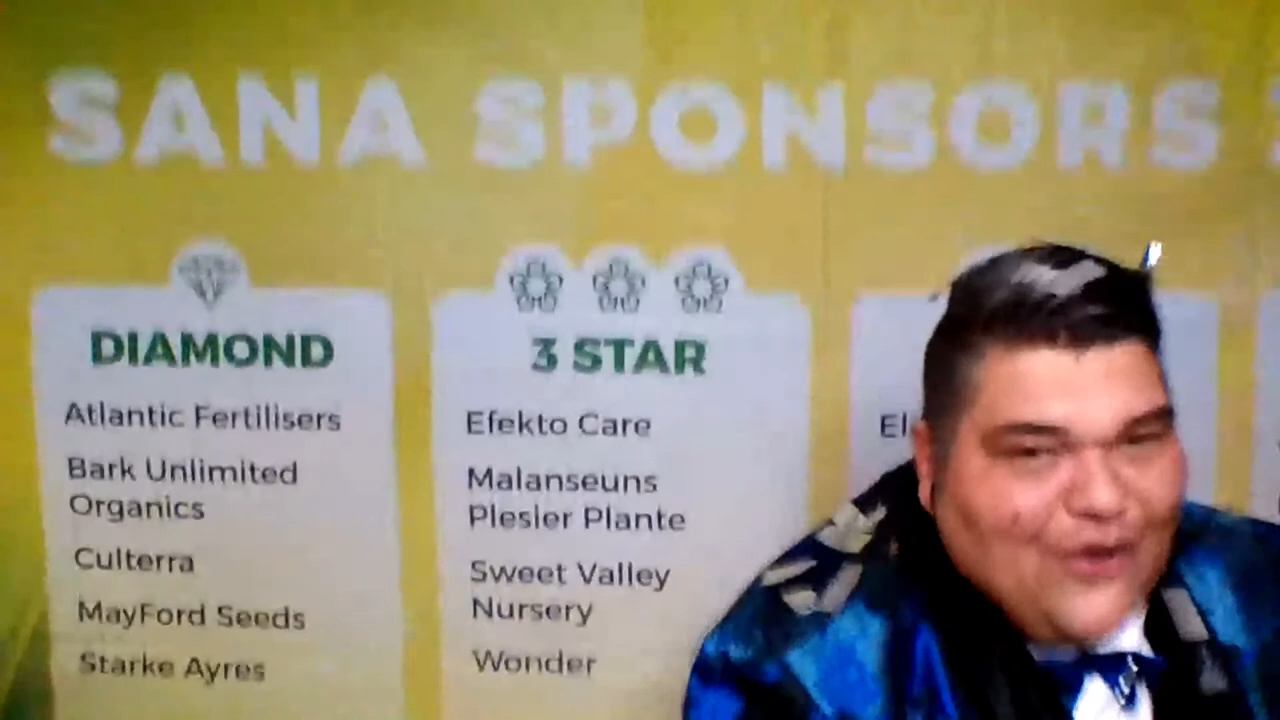 SANA SPONSORS
DIAMOND
Atlantic Fertilisers
Bark Unlimited
Organics
Culterra
MayFord Seeds
Starke Ayres
3 STAR
Efekto Care
Malanseuns
Plesier Plante
Sweet Valley
Nursery
Wonder